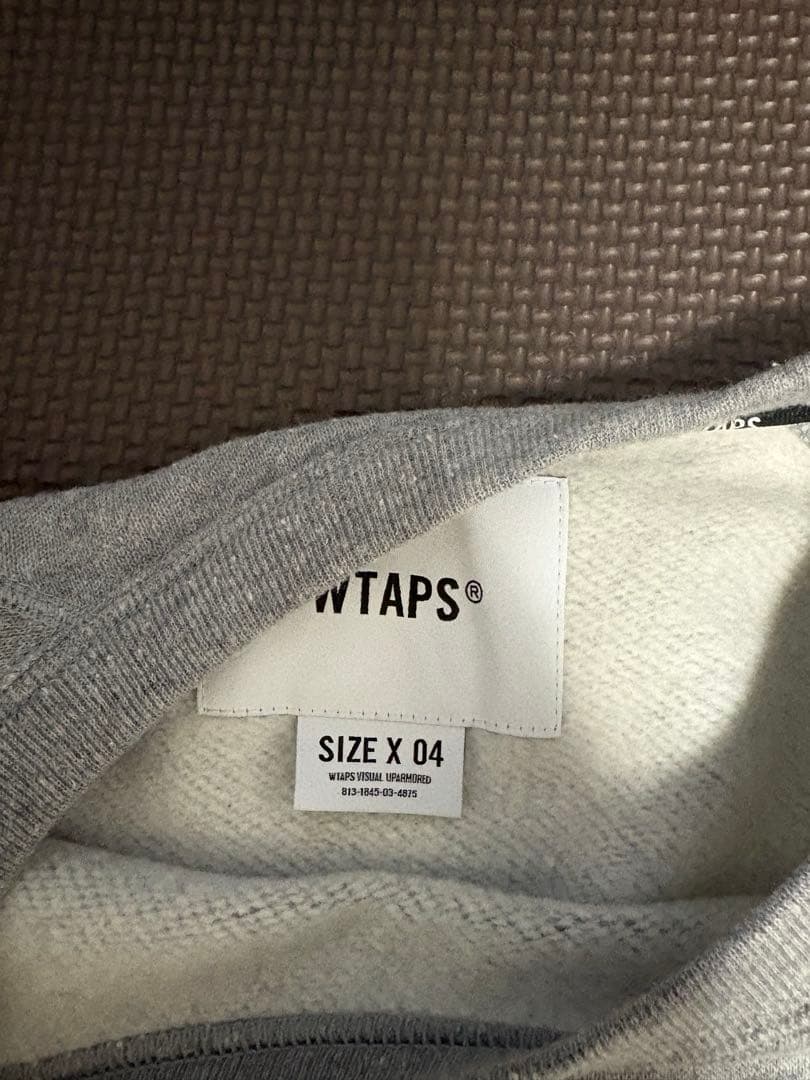 WTAPS®
SIZE X 04
WTAPS VISUAL UPARMORED
813-1845-03-4875